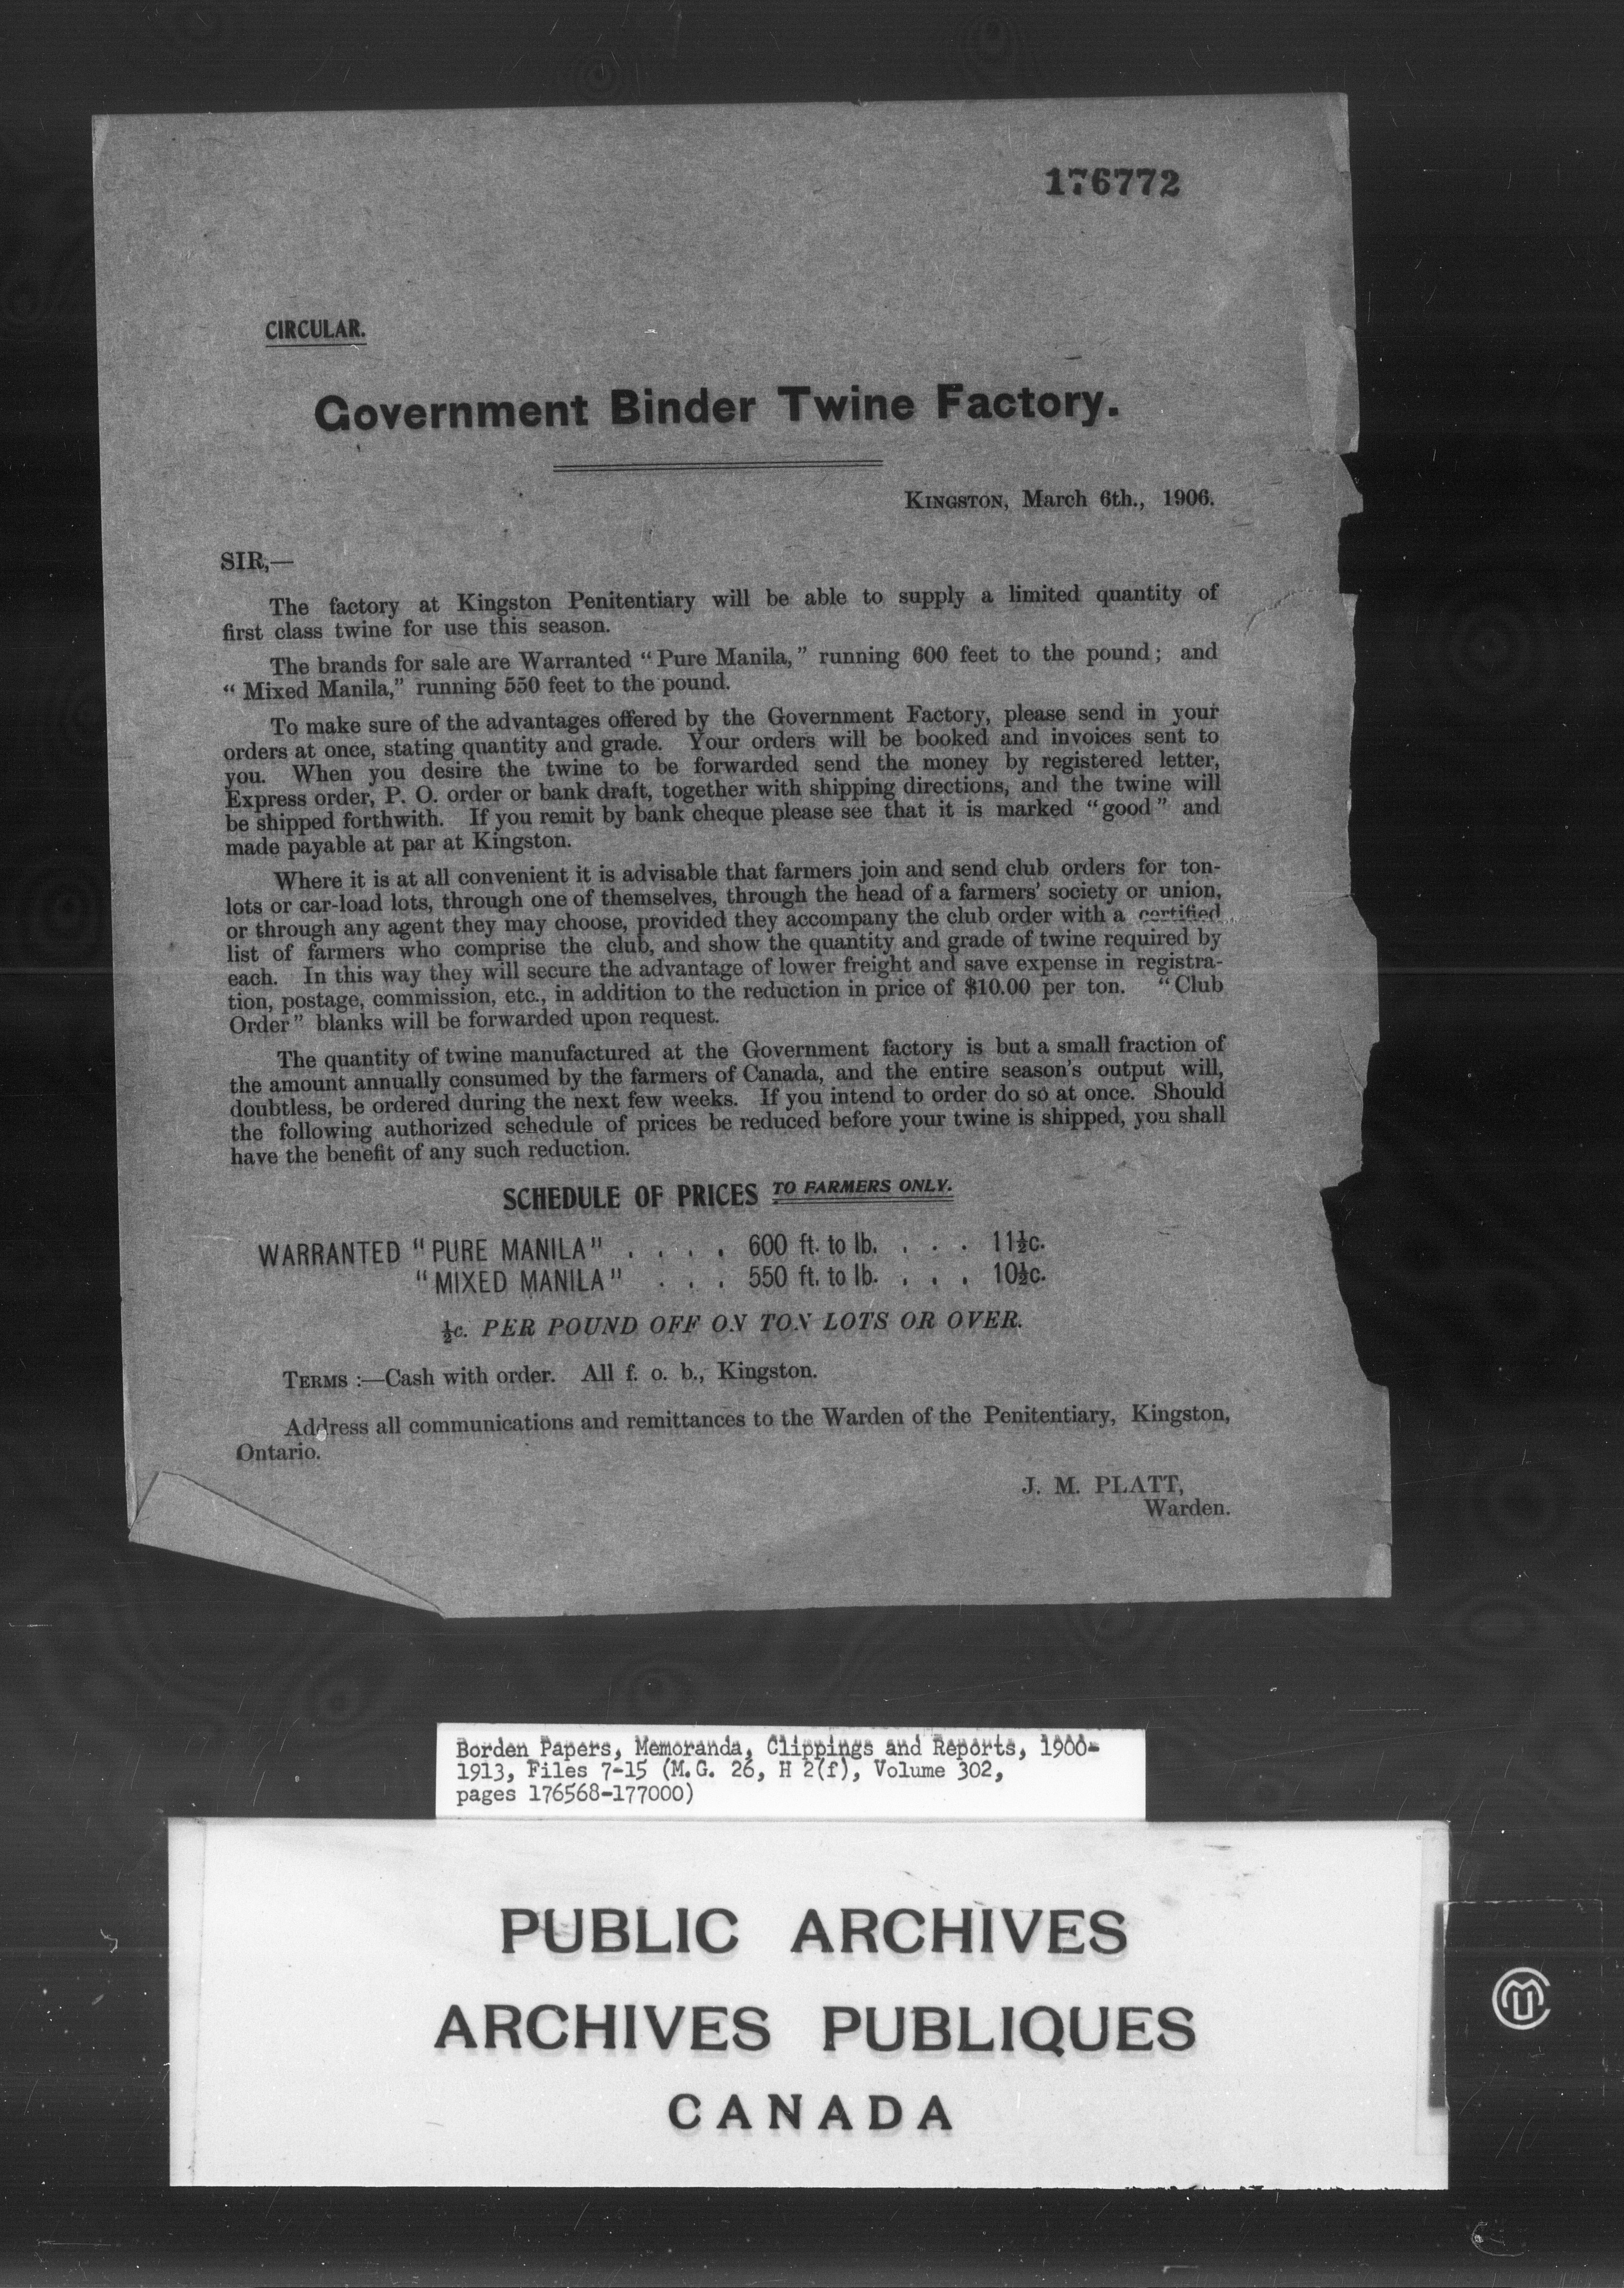 176772
CIRCULAR.
Government Binder Twine Factory.
KINGSTON, March 6th., 1906.
SIR,—
The factory at Kingston Penitentiary will be able to supply a limited quantity of
first class twine for use this season.
The brands for sale are Warranted "Pure Manila," running 600 feet to the pound; and
"Mixed Manila," running 550 feet to the pound.
To make sure of the advantages offered by the Government Factory, please send in your
orders at once, stating quantity and grade. Your orders will be booked and invoices sent to
you. When you desire the twine to be forwarded send the money by registered letter,
Express order, P. O. order or bank draft, together with shipping directions, and the twine will
be shipped forthwith. If you remit by bank cheque please see that it is marked "good" and
made payable at par at Kingston.
Where it is at all convenient it is advisable that farmers join and send club orders for ton-
lots or car-load lots, through one of themselves, through the head of a farmers' society or union,
or through any agent they may choose, provided they accompany the club order with a certified
list of farmers who comprise the club, and show the quantity and grade of twine required by
each. In this way they will secure the advantage of lower freight and save expense in registra-
tion, postage, commission, etc., in addition to the reduction in price of $10.00 per ton. "Club
Order" blanks will be forwarded upon request.
The quantity of twine manufactured at the Government factory is but a small fraction of
the amount annually consumed by the farmers of Canada, and the entire season's output will,
doubtless, be ordered during the next few weeks. If you intend to order do so at once. Should
the following authorized schedule of prices be reduced before your twine is shipped, you shall
have the benefit of any such reduction.
SCHEDULE OF PRICES TO FARMERS ONLY.
WARRANTED "PURE MANILA" . . . . 600 ft. to lb. . . . 11½c.
"MIXED MANILA" . . . 550 ft. to lb. . . . 10½c.
½c. PER POUND OFF ON TON LOTS OR OVER.
TERMS :—Cash with order. All f. o. b., Kingston.
Address all communications and remittances to the Warden of the Penitentiary, Kingston,
Ontario.
J. M. PLATT,
Warden.
Borden Papers, Memoranda, Clippings and Reports, 1900-
1913, Files 7-15 (M.G. 26, H 2(f), Volume 302,
pages 176568-177000)
PUBLIC ARCHIVES
ARCHIVES PUBLIQUES
CANADA